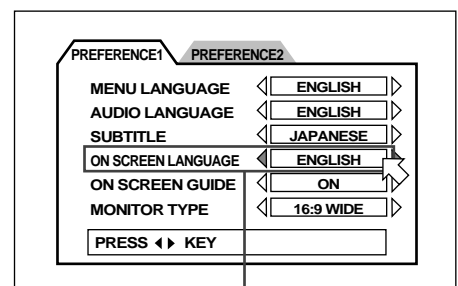 PREFERENCE1 PREFERENCE2
MENU LANGUAGE ENGLISH
AUDIO LANGUAGE ENGLISH
SUBTITLE JAPANESE
ON SCREEN LANGUAGE ENGLISH
ON SCREEN GUIDE ON
MONITOR TYPE 16:9 WIDE
PRESS ◀▶ KEY